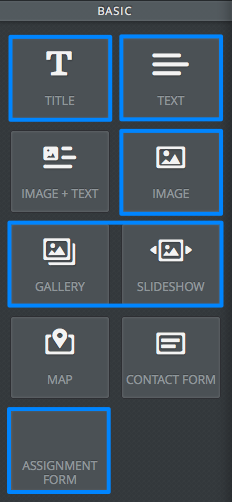 BASIC
TITLE
TEXT
IMAGE + TEXT
IMAGE
GALLERY
SLIDESHOW
MAP
CONTACT FORM
ASSIGNMENT
FORM